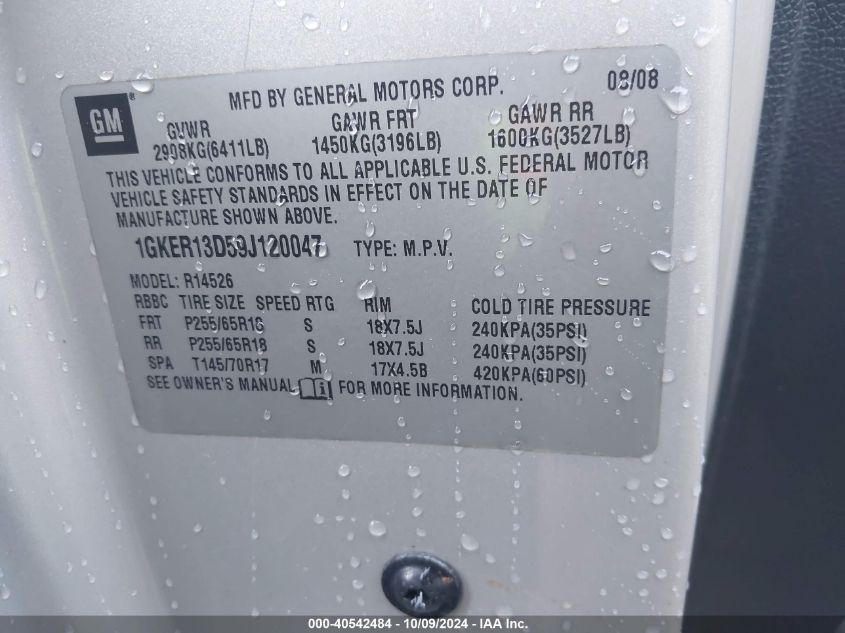 MFD BY GENERAL MOTORS CORP. 08/08
GM
GVWR GAWR FRT GAWR RR
2908KG(6411LB) 1450KG(3196LB) 1600KG(3527LB)
THIS VEHICLE CONFORMS TO ALL APPLICABLE U.S. FEDERAL MOTOR
VEHICLE SAFETY STANDARDS IN EFFECT ON THE DATE OF
MANUFACTURE SHOWN ABOVE.
1GKER13D59J120047 TYPE: M.P.V.
MODEL: R14526
RBBC TIRE SIZE SPEED RTG RIM COLD TIRE PRESSURE
FRT P255/65R18 S 18X7.5J 240KPA(35PSI)
RR P255/65R18 S 18X7.5J 240KPA(35PSI)
SPA T145/70R17 M 17X4.5B 420KPA(60PSI)
SEE OWNER'S MANUAL i FOR MORE INFORMATION.
000-40542484 - 10/09/2024 - IAA Inc.